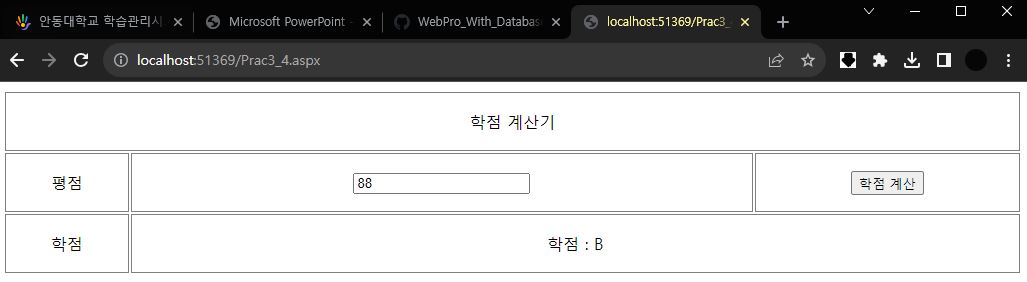 안동대학교 학습관리시
Microsoft PowerPoint -
WebPro_With_Databas
localhost:51369/Prac3_
localhost:51369/Prac3_4.aspx
학점 계산기
평점
88
학점 계산
학점
학점 : B